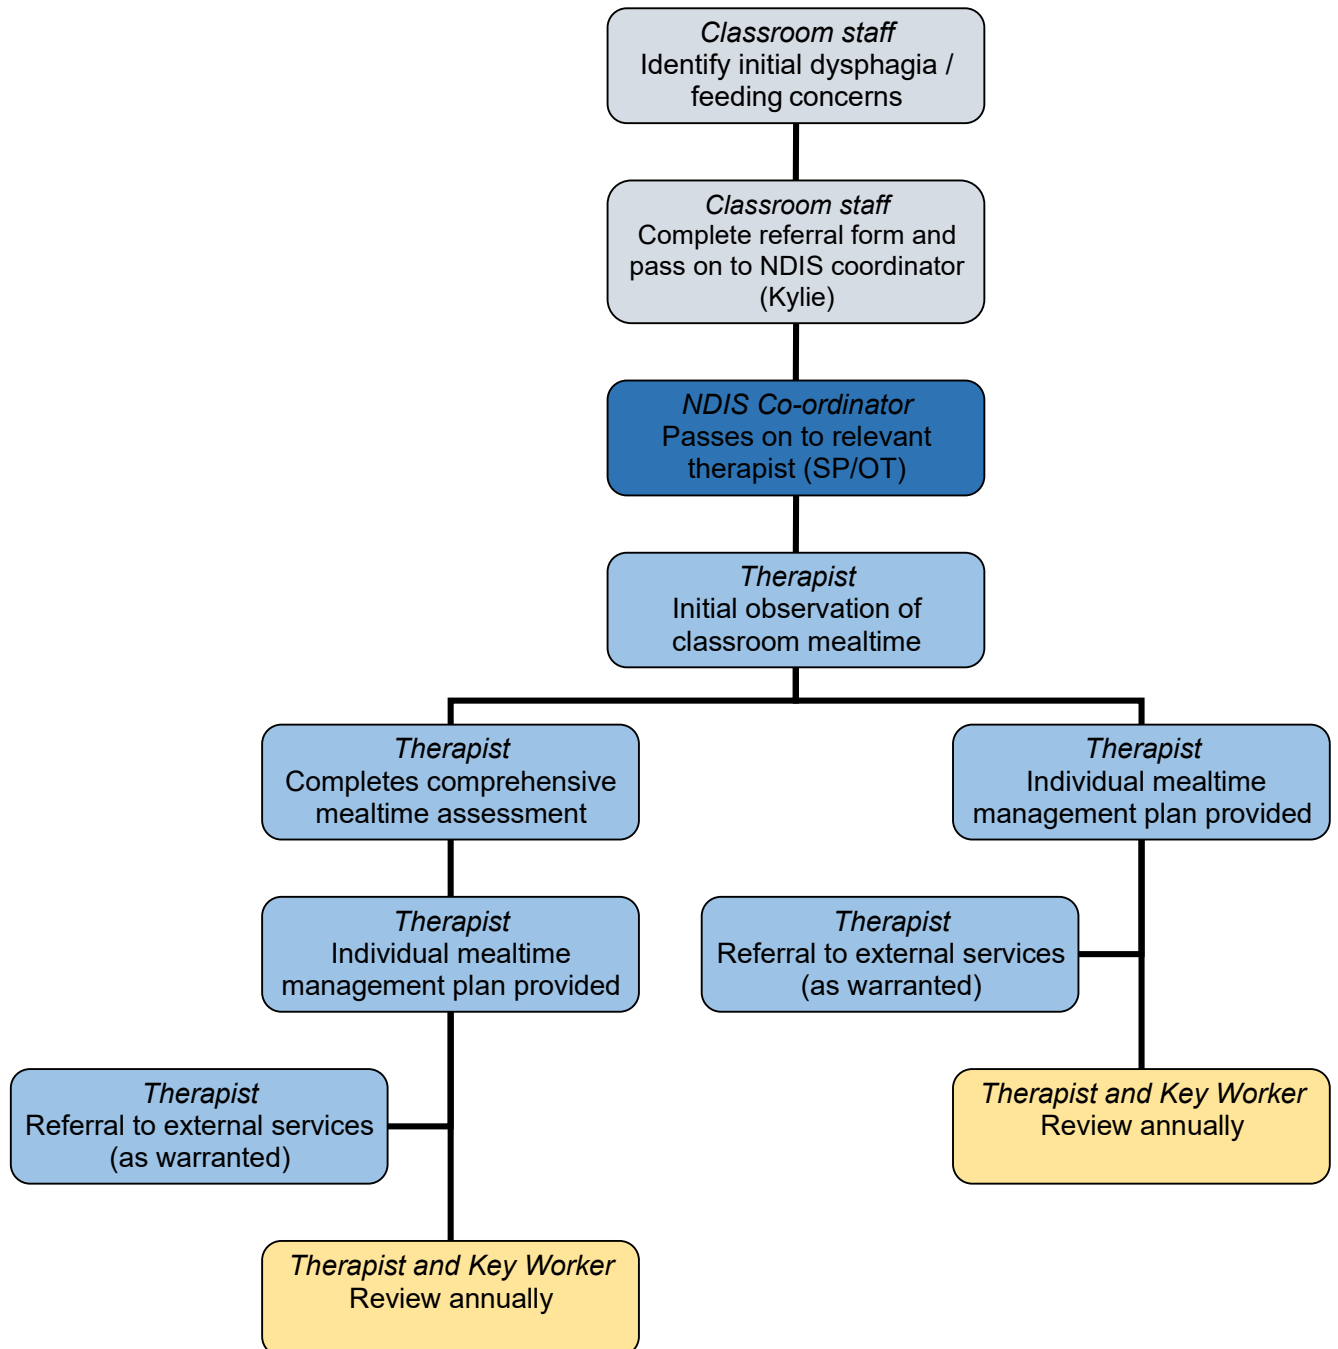 Classroom staff
Identify initial dysphagia /
feeding concerns
Classroom staff
Complete referral form and
pass on to NDIS coordinator
(Kylie)
NDIS Co-ordinator
Passes on to relevant
therapist (SP/OT)
Therapist
Initial observation of
classroom mealtime
Therapist
Completes comprehensive
mealtime assessment
Therapist
Individual mealtime
management plan provided
Therapist
Referral to external services
(as warranted)
Therapist and Key Worker
Review annually
Therapist
Individual mealtime
management plan provided
Therapist
Referral to external services
(as warranted)
Therapist and Key Worker
Review annually